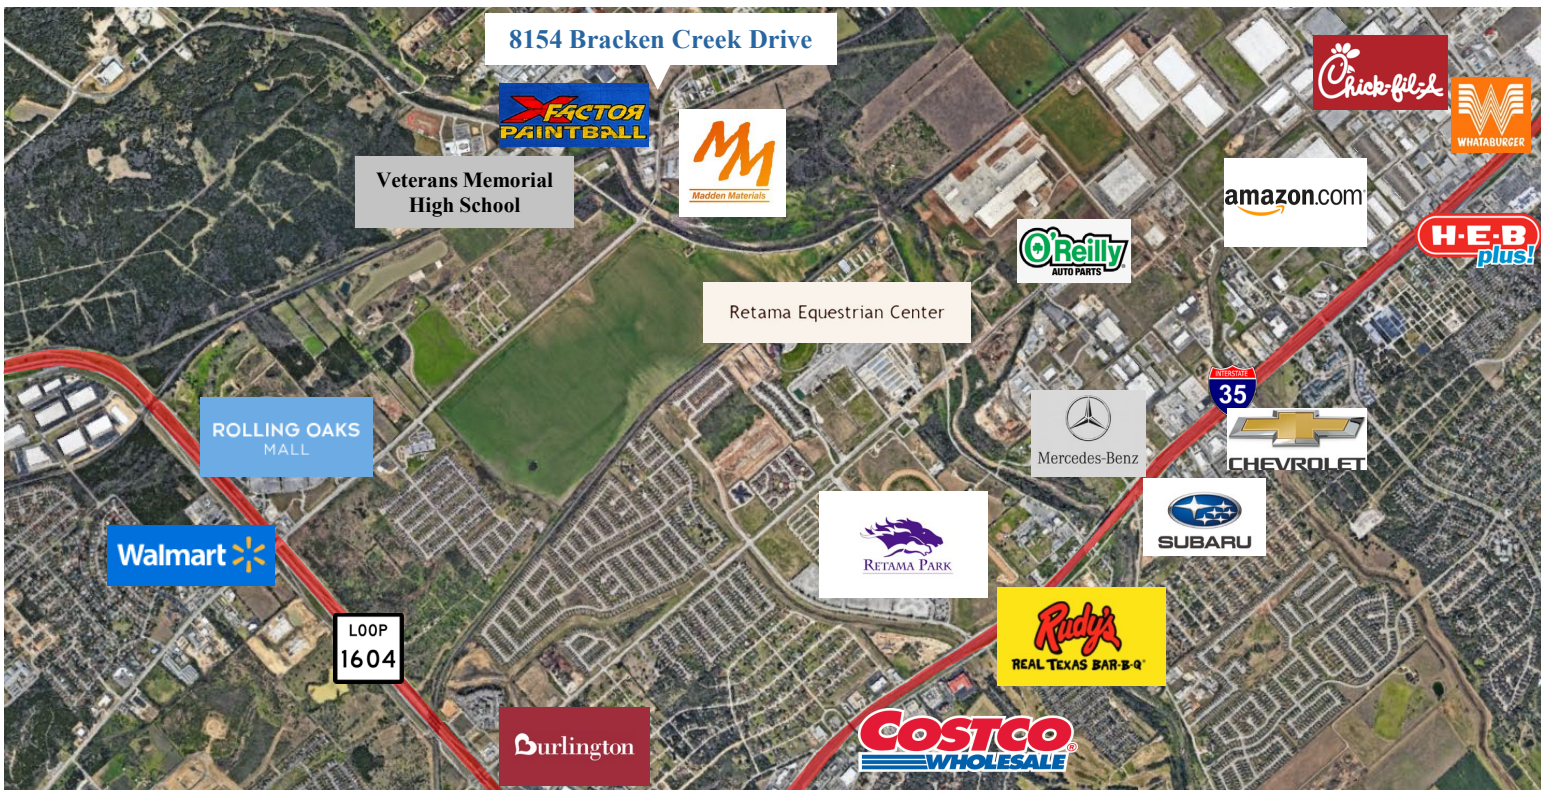 8154 Bracken Creek Drive
XFACTOR
PAINTBALL
Veterans Memorial
High School
MM
Madden Materials
Chick-fil-A
WHATABURGER
amazon.com
H-E-B
plus!
O'Reilly
AUTO PARTS
Retama Equestrian Center
INTERSTATE
35
ROLLING OAKS
MALL
Mercedes-Benz
CHEVROLET
SUBARU
RETAMA PARK
Walmart
LOOP
1604
Rudy's
REAL TEXAS BAR-B-Q
Burlington
COSTCO
WHOLESALE